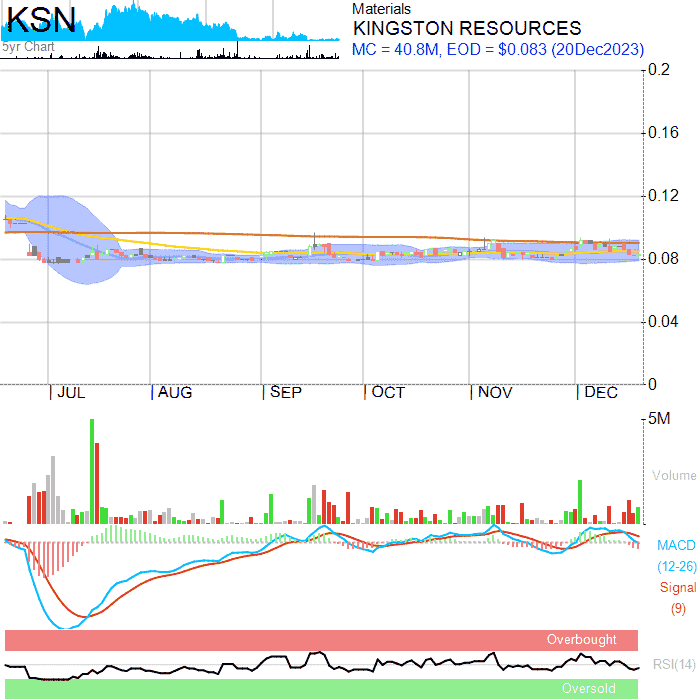 KSN
5yr Chart
Materials
KINGSTON RESOURCES
MC = 40.8M, EOD = $0.083 (20Dec2023)
0.2
0.16
0.12
0.08
0.04
0
JUL AUG SEP OCT NOV DEC
5M
Volume
MACD
(12-26)
Signal
(9)
Overbought
RSI(14)
Oversold